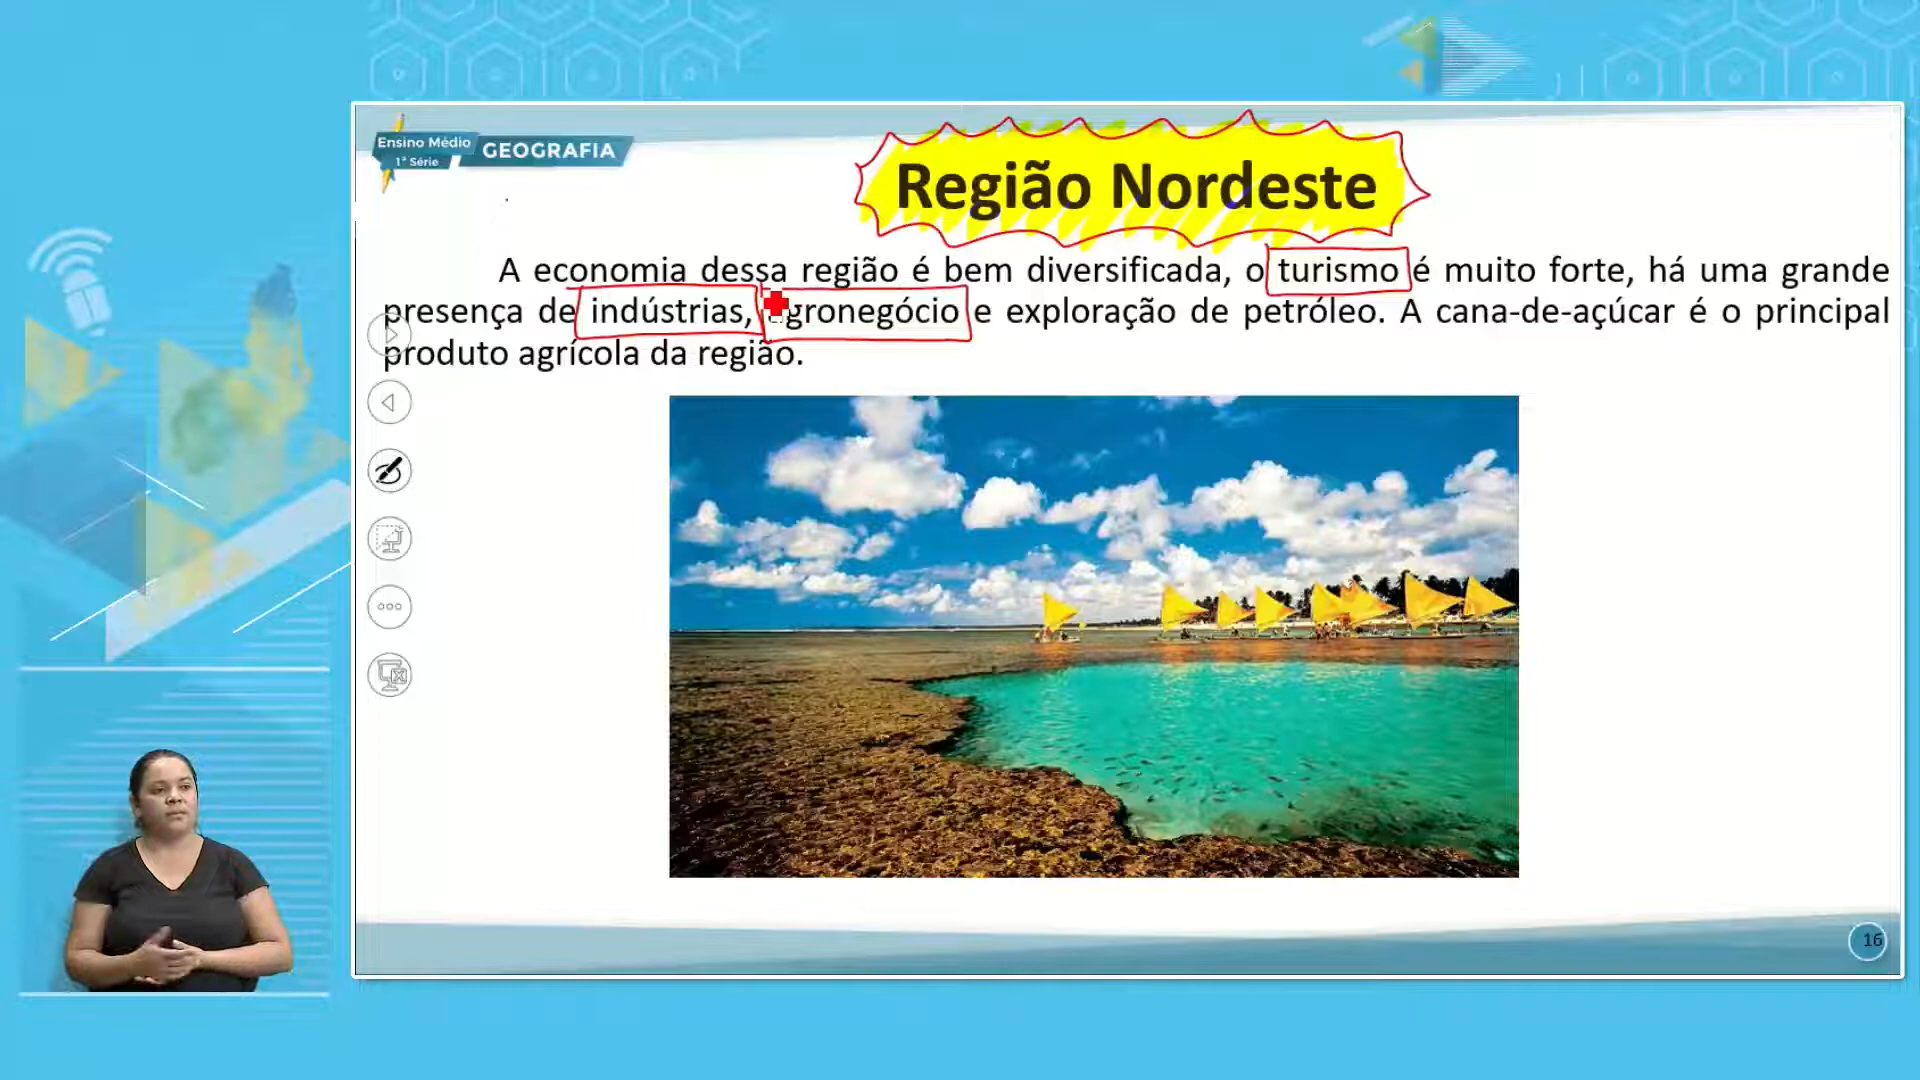 Ensino Médio
1ª Série
GEOGRAFIA
Região Nordeste
A economia dessa região é bem diversificada, o turismo é muito forte, há uma grande
presença de indústrias, agronegócio e exploração de petróleo. A cana-de-açúcar é o principal
produto agrícola da região.
16